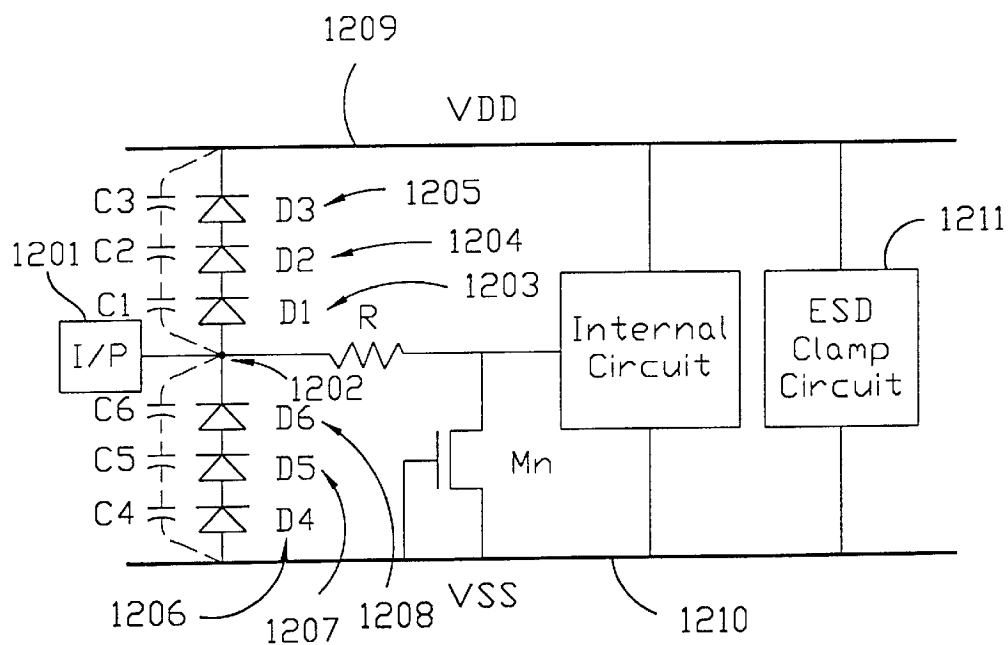 1209
VDD
C3
D3
1205
1211
1201
C2
D2
1204
C1
D1
1203
R
I/P
Internal
Circuit
ESD
Clamp
Circuit
1202
C6
D6
C5
D5
Mn
C4
D4
1206
1207
1208
VSS
1210